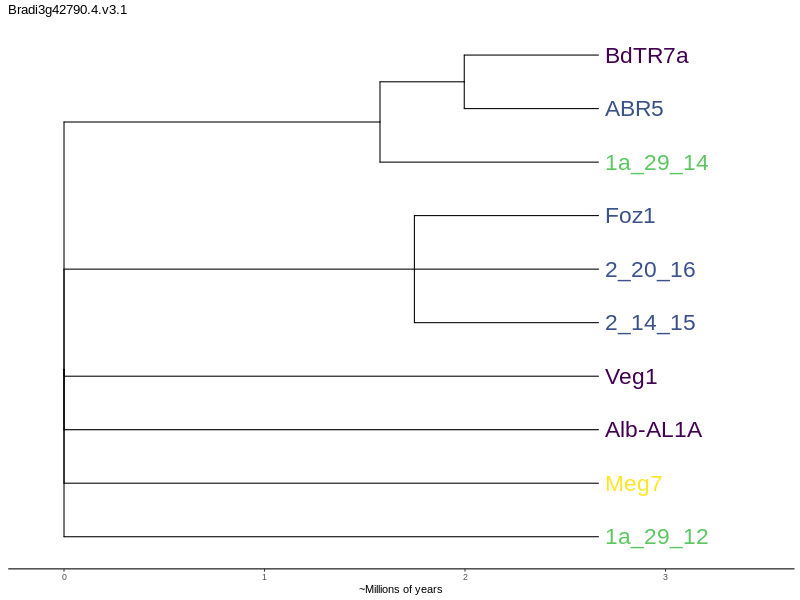 Bradi3g42790.4.v3.1
BdTR7a
ABR5
1a_29_14
Foz1
2_20_16
2_14_15
Veg1
Alb-AL1A
Meg7
1a_29_12
0 1 2 3
~Millions of years